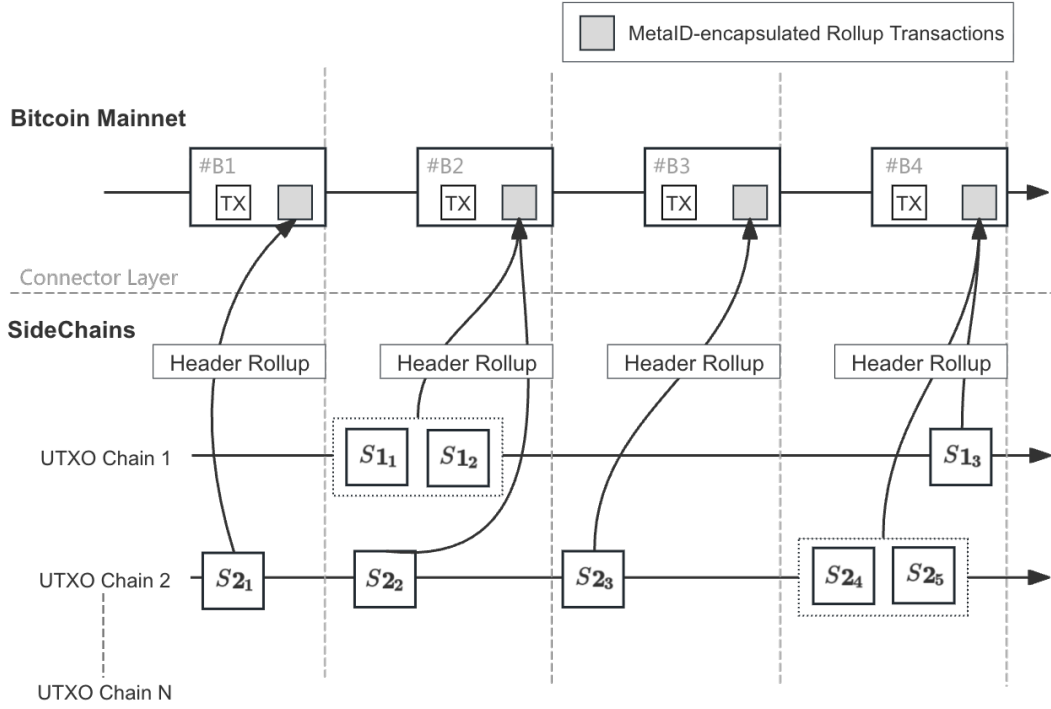 MetaID-encapsulated Rollup Transactions
Bitcoin Mainnet
#B1
TX
#B2
TX
#B3
TX
#B4
TX
Connector Layer
SideChains
Header Rollup
Header Rollup
Header Rollup
Header Rollup
UTXO Chain 1
S1₁
S1₂
S1₃
UTXO Chain 2
S2₁
S2₂
S2₃
S2₄
S2₅
UTXO Chain N